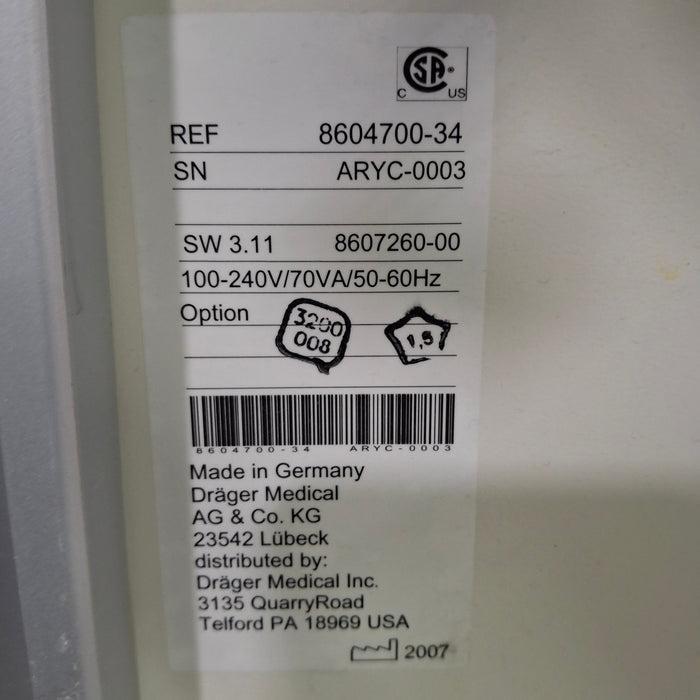 CSA®
C US
REF 8604700-34
SN ARYC-0003
SW 3.11 8607260-00
100-240V/70VA/50-60Hz
Option
3200
008
1,5
8604700-34 ARYC-0003
Made in Germany
Dräger Medical
AG & Co. KG
23542 Lübeck
distributed by:
Dräger Medical Inc.
3135 QuarryRoad
Telford PA 18969 USA
2007